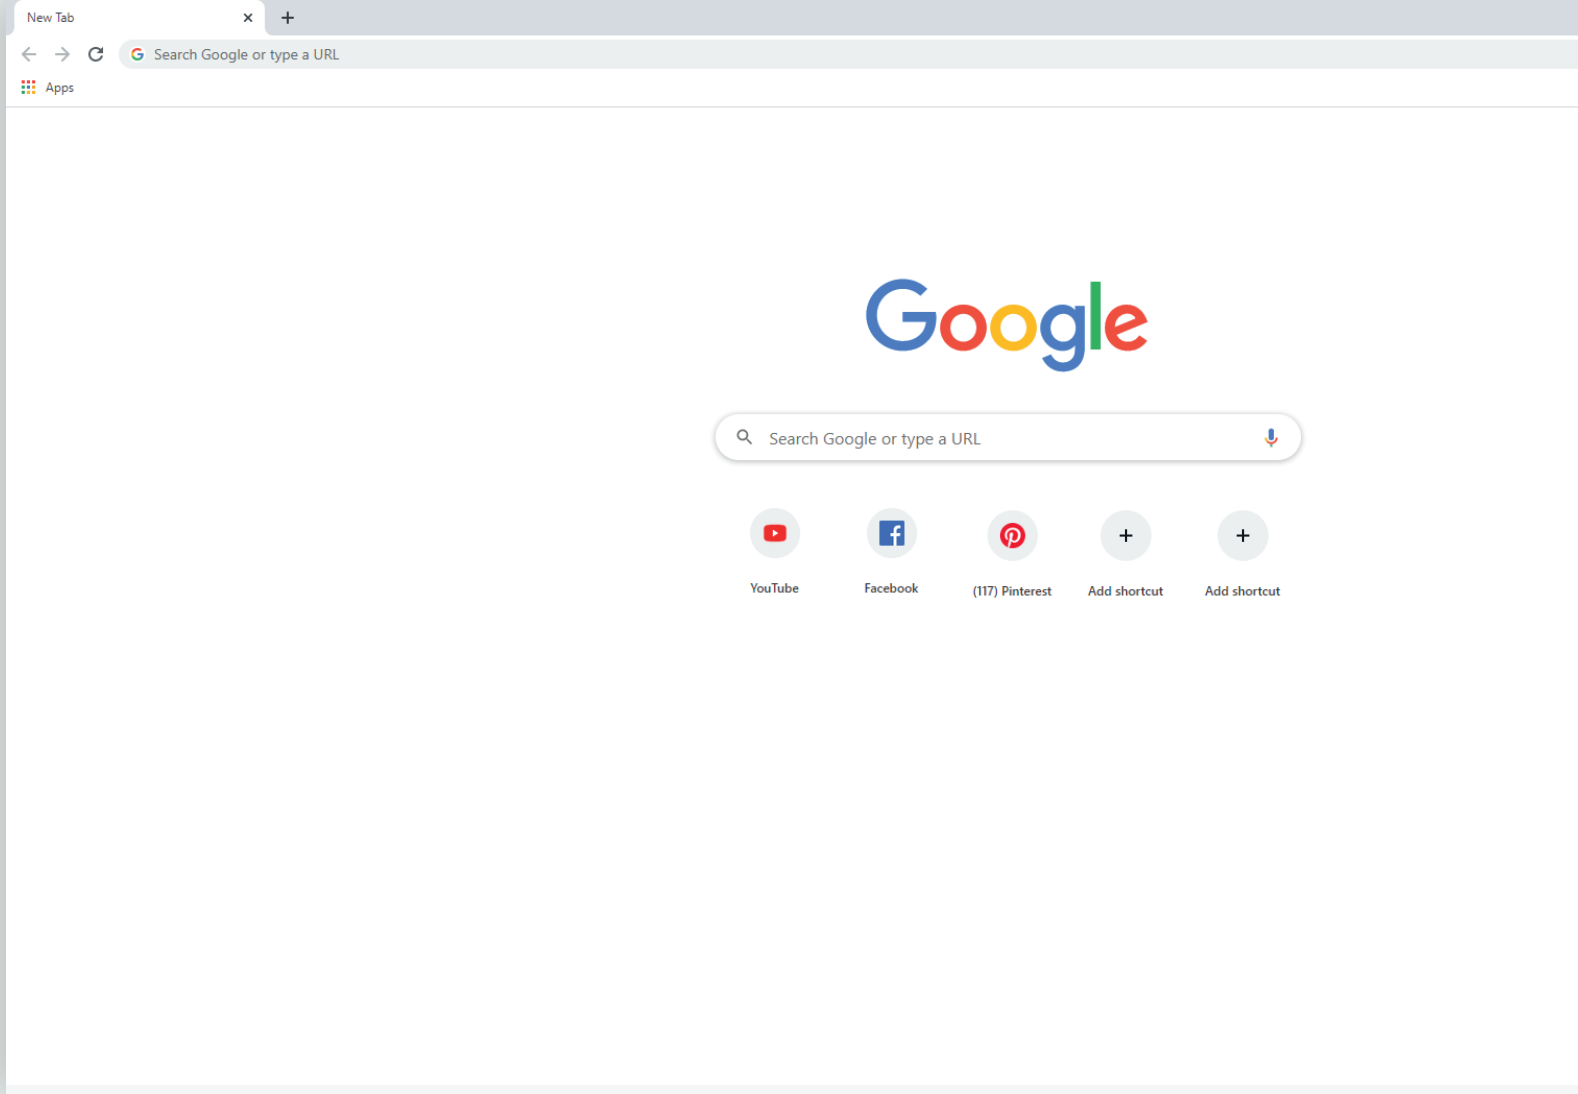 New Tab
Search Google or type a URL
Apps
Google
Search Google or type a URL
YouTube Facebook (117) Pinterest Add shortcut Add shortcut